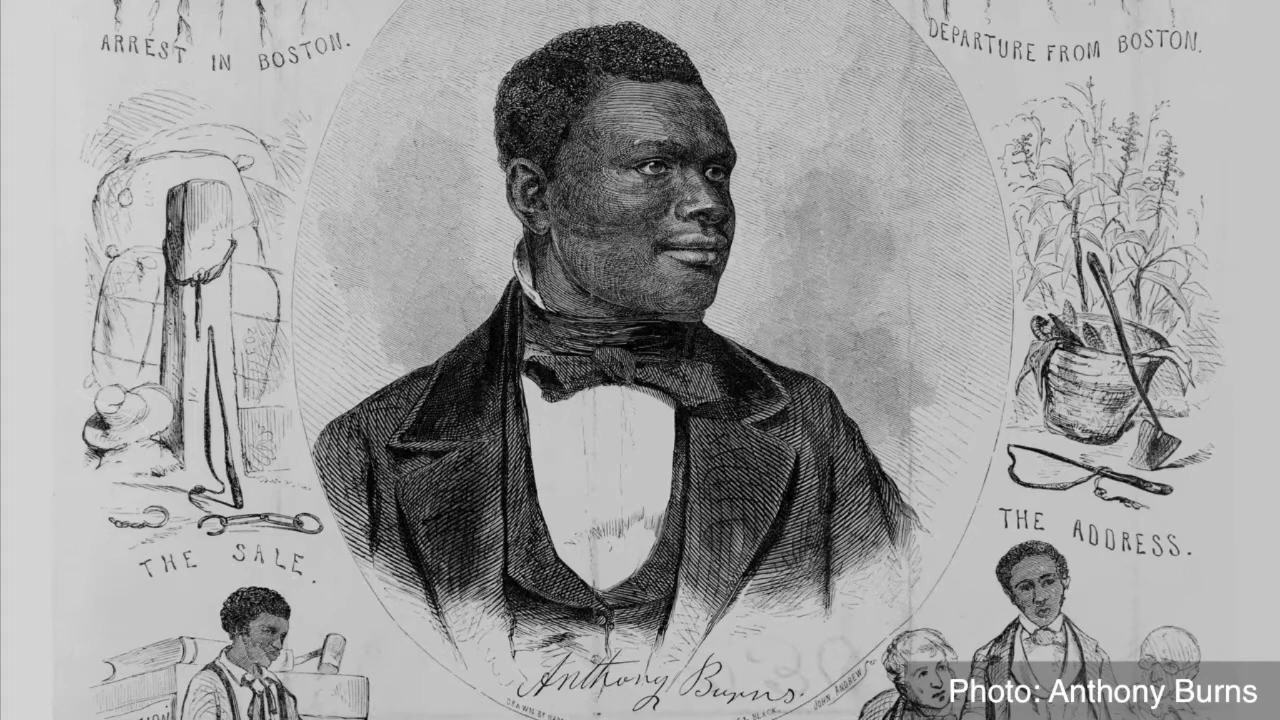 ARREST IN BOSTON.
DEPARTURE FROM BOSTON.
THE SALE.
THE ADDRESS.
Anthony Burns.
JOHN ANDREW
Photo: Anthony Burns